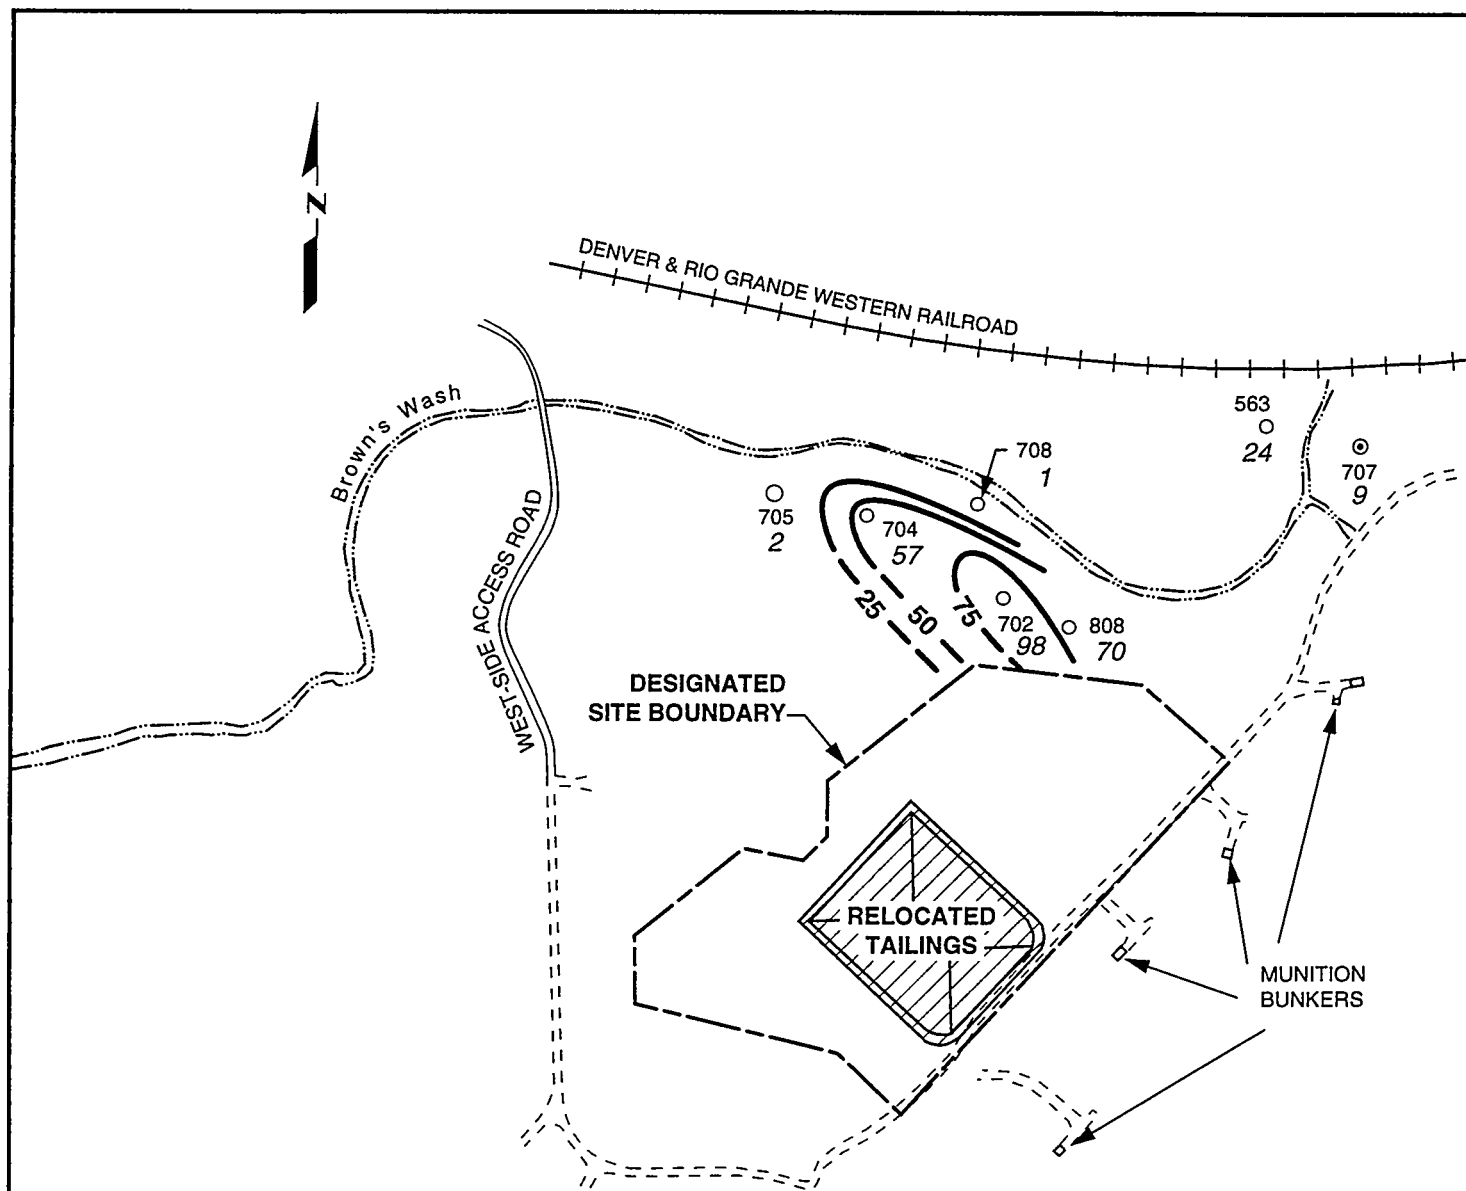 N
DENVER & RIO GRANDE WESTERN RAILROAD
Brown's Wash
WEST-SIDE ACCESS ROAD
563
24
707
9
708
1
705
2
704
57
25
50
75
702
98
808
70
DESIGNATED
SITE BOUNDARY
RELOCATED
TAILINGS
MUNITION
BUNKERS